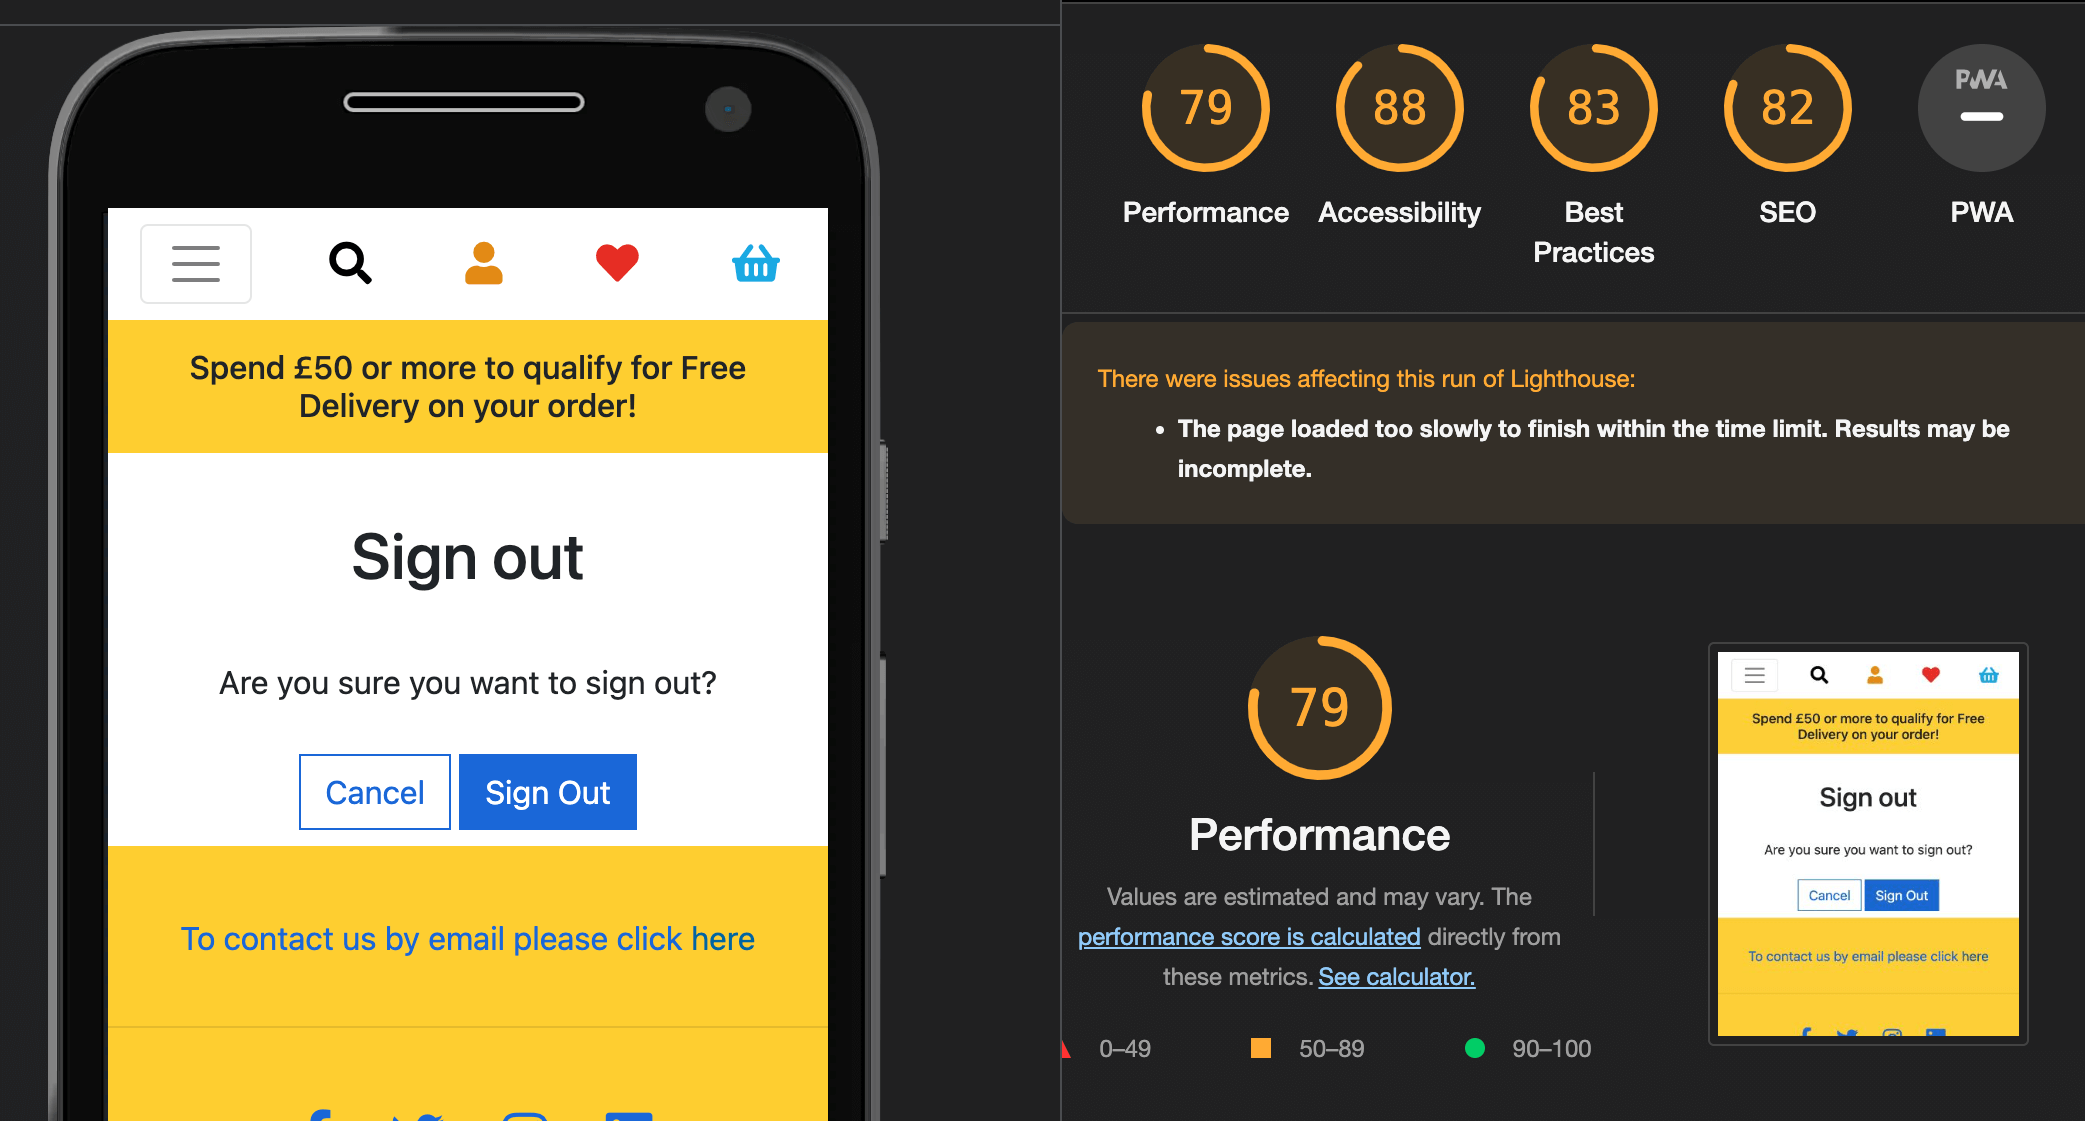 Spend £50 or more to qualify for Free
Delivery on your order!
Sign out
Are you sure you want to sign out?
Cancel
Sign Out
To contact us by email please click here
79
88
83
82
PWA
Performance
Accessibility
Best
Practices
SEO
PWA
There were issues affecting this run of Lighthouse:
• The page loaded too slowly to finish within the time limit. Results may be
incomplete.
79
Performance
Values are estimated and may vary. The
performance score is calculated directly from
these metrics. See calculator.
0–49
50–89
90–100
Spend £50 or more to qualify for Free
Delivery on your order!
Sign out
Are you sure you want to sign out?
Cancel
Sign Out
To contact us by email please click here